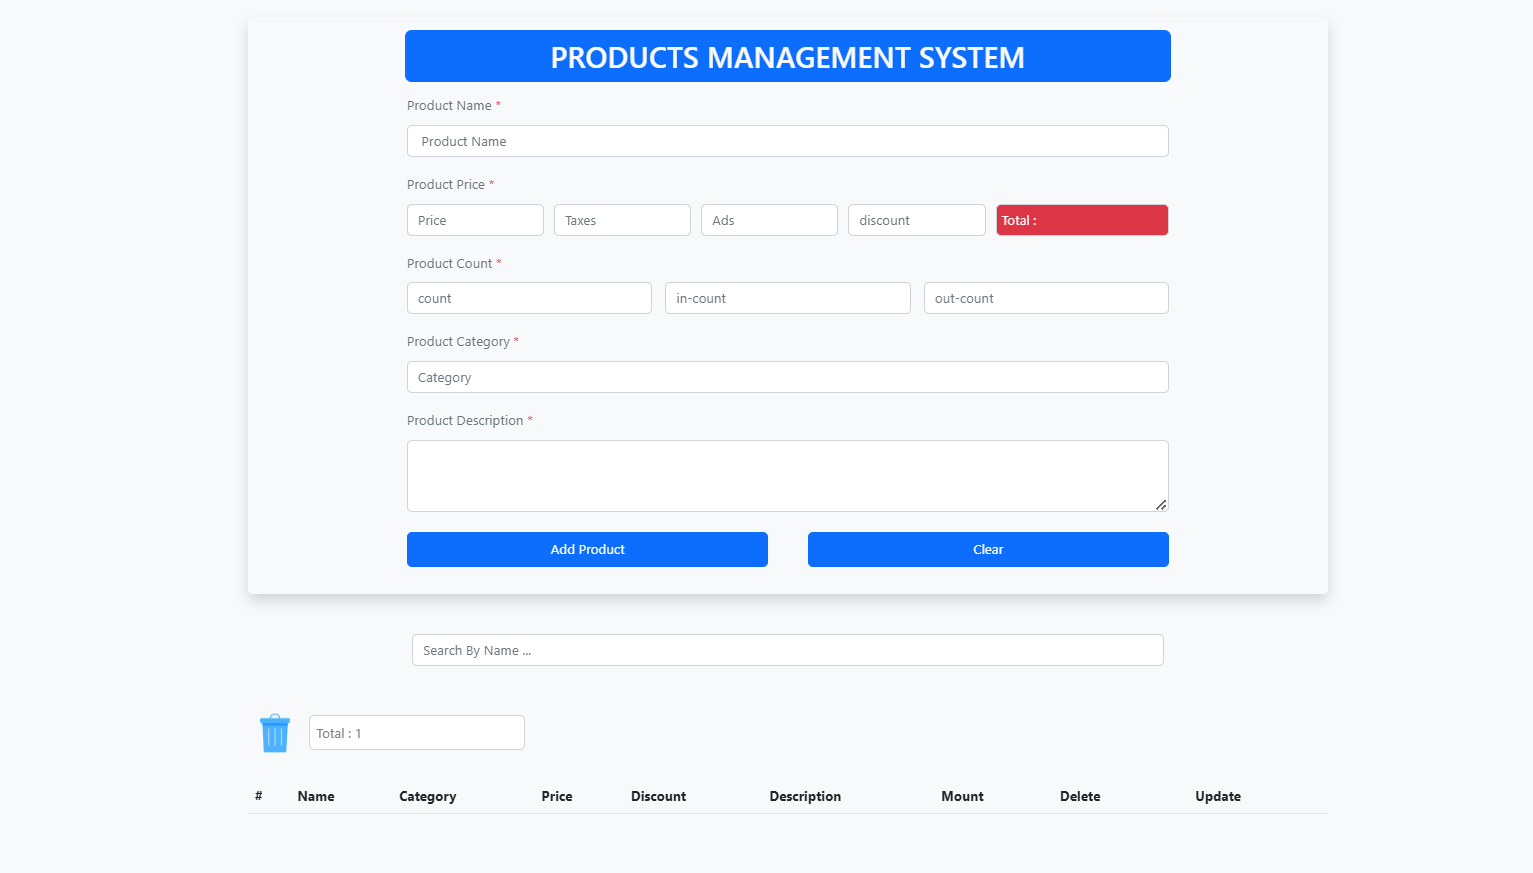 PRODUCTS MANAGEMENT SYSTEM
Product Name *
Product Name
Product Price *
Price Taxes Ads discount Total :
Product Count *
count in-count out-count
Product Category *
Category
Product Description *
Add Product Clear
Search By Name ...
Total : 1
# Name Category Price Discount Description Mount Delete Update